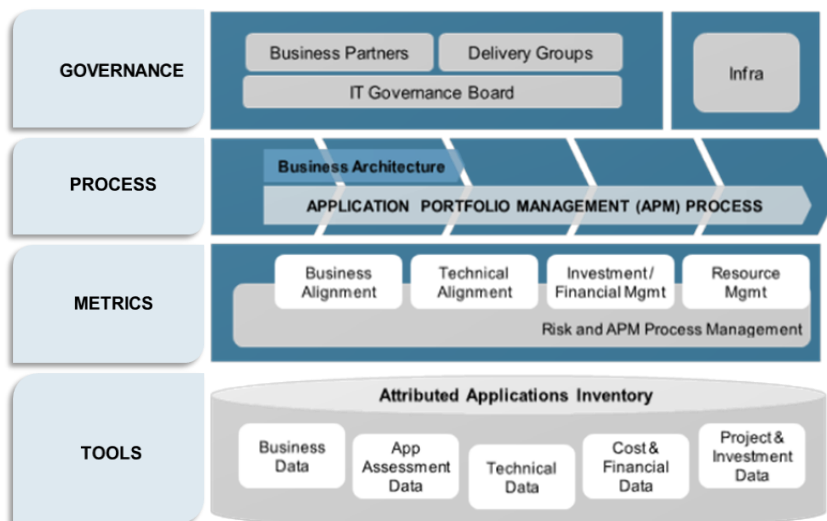 GOVERNANCE
Business Partners
Delivery Groups
IT Governance Board
Infra
PROCESS
Business Architecture
APPLICATION PORTFOLIO MANAGEMENT (APM) PROCESS
METRICS
Business
Alignment
Technical
Alignment
Investment /
Financial Mgmt
Resource
Mgmt
Risk and APM Process Management
TOOLS
Attributed Applications Inventory
Business
Data
App
Assessment
Data
Technical
Data
Cost &
Financial
Data
Project &
Investment
Data